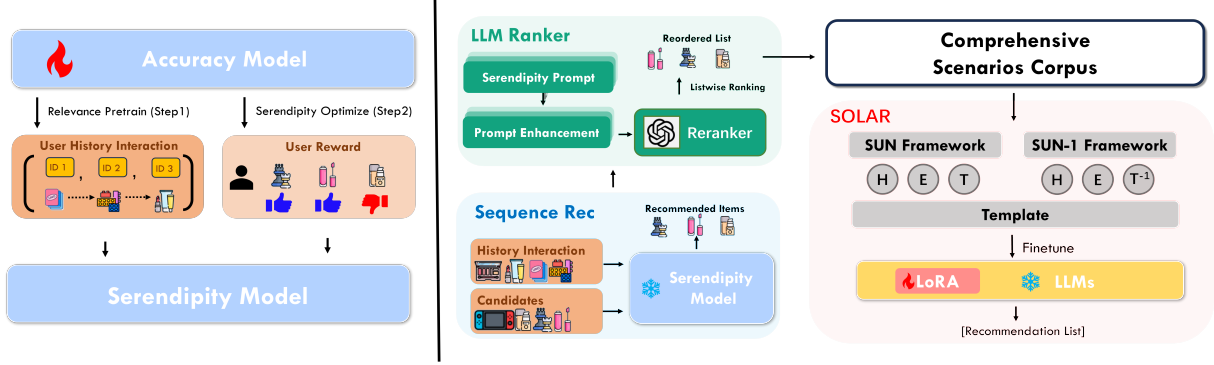 Accuracy Model
Relevance Pretrain (Step1)
Serendipity Optimize (Step2)
User History Interaction
ID 1 , ID 2 , ID 3
User Reward
Serendipity Model
LLM Ranker
Serendipity Prompt
Prompt Enhancement
Reordered List
Listwise Ranking
Reranker
Sequence Rec
History Interaction
Candidates
Recommended Items
Serendipity
Model
Comprehensive
Scenarios Corpus
SOLAR
SUN Framework
SUN-1 Framework
H E T
H E T⁻¹
Template
Finetune
LoRA
LLMs
[Recommendation List]